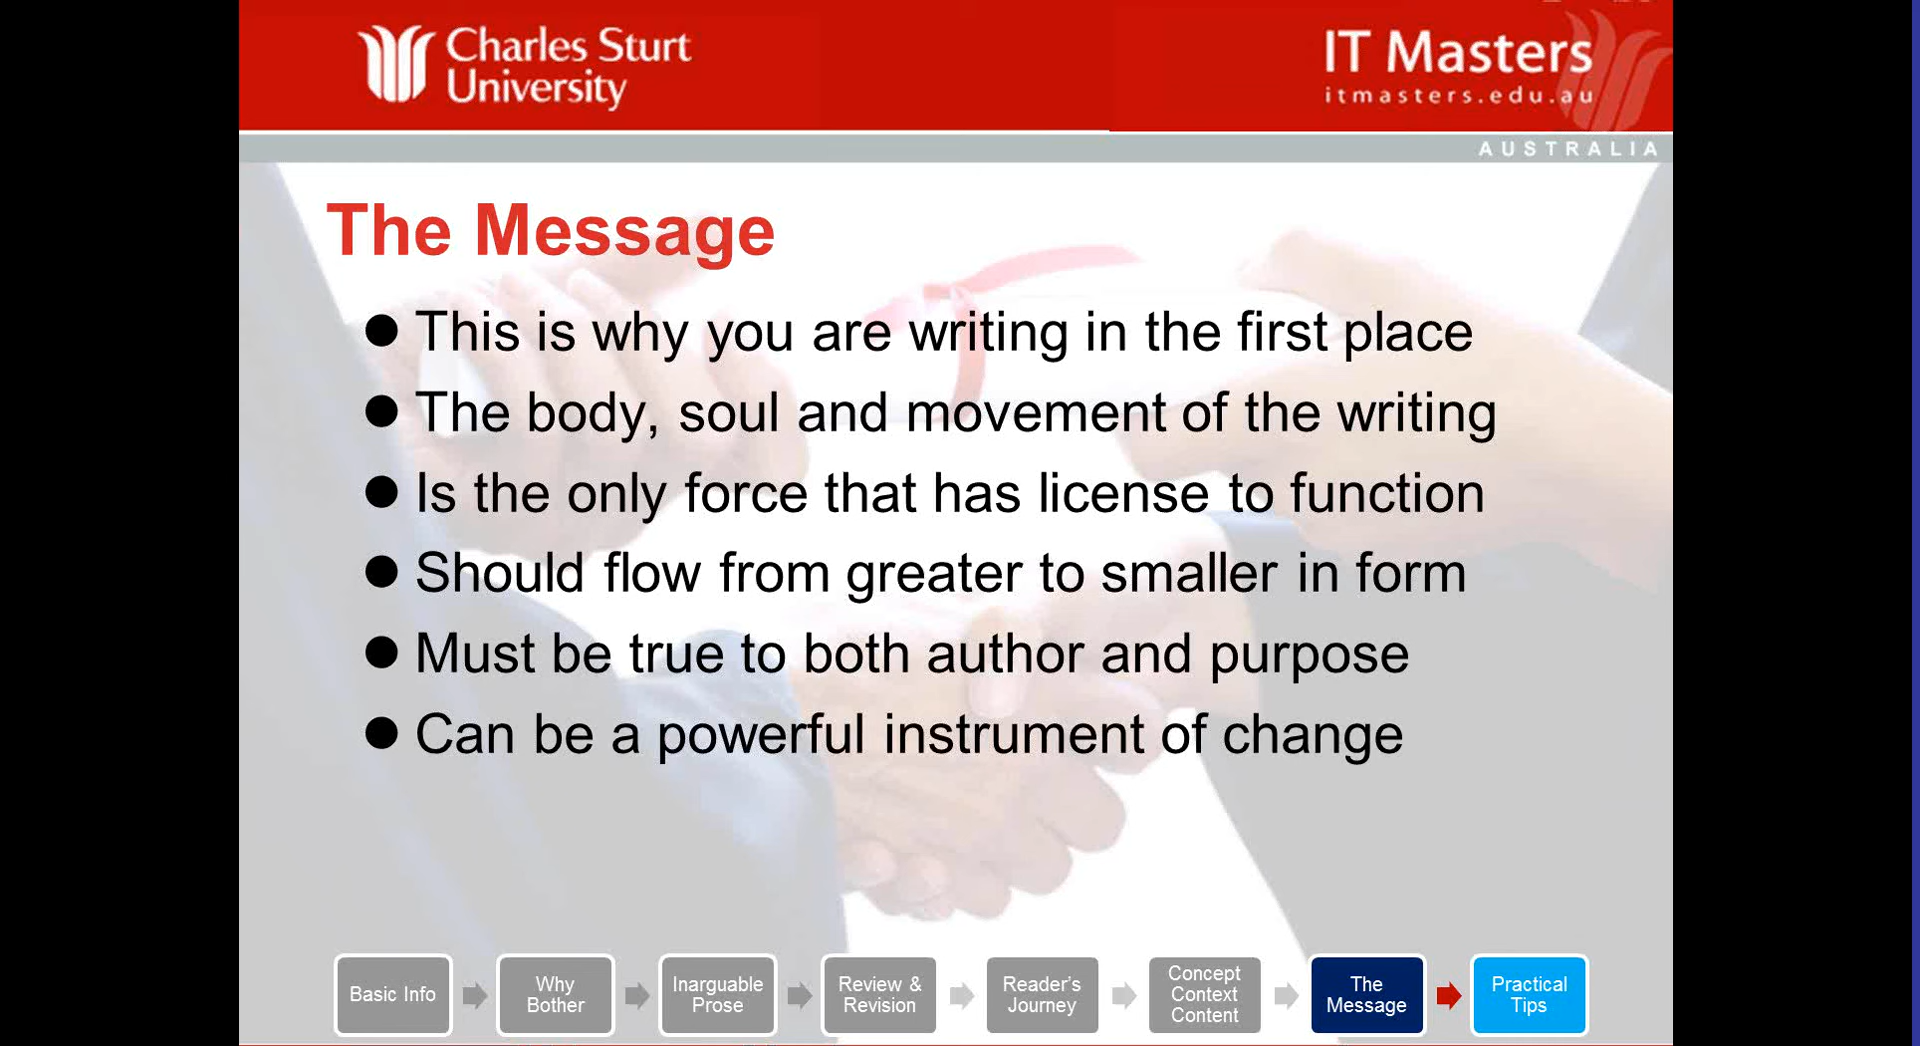 Charles Sturt
University
IT Masters
itmasters.edu.au
AUSTRALIA
The Message
● This is why you are writing in the first place
● The body, soul and movement of the writing
● Is the only force that has license to function
● Should flow from greater to smaller in form
● Must be true to both author and purpose
● Can be a powerful instrument of change
Basic Info
Why
Bother
Inarguable
Prose
Review &
Revision
Reader's
Journey
Concept
Context
Content
The
Message
Practical
Tips